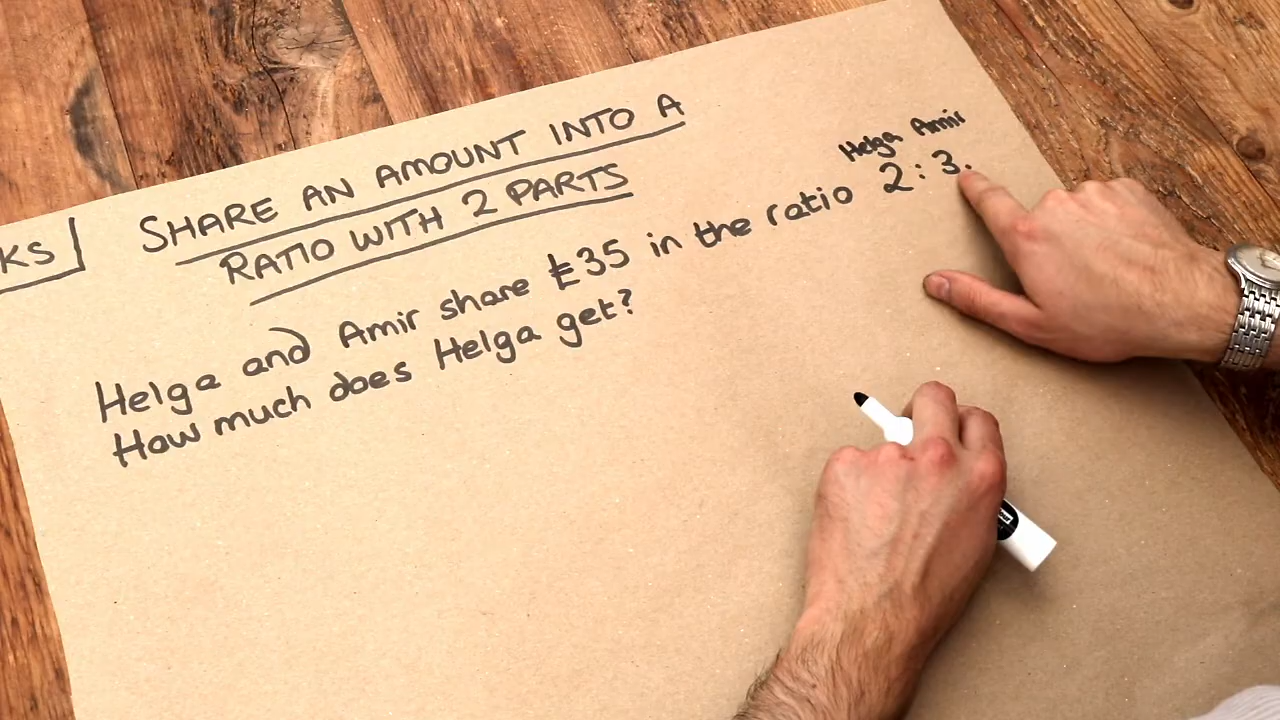 KS
SHARE AN AMOUNT INTO A
RATIO WITH 2 PARTS
Helga Amir
Helga and Amir share £35 in the ratio 2:3.
How much does Helga get?